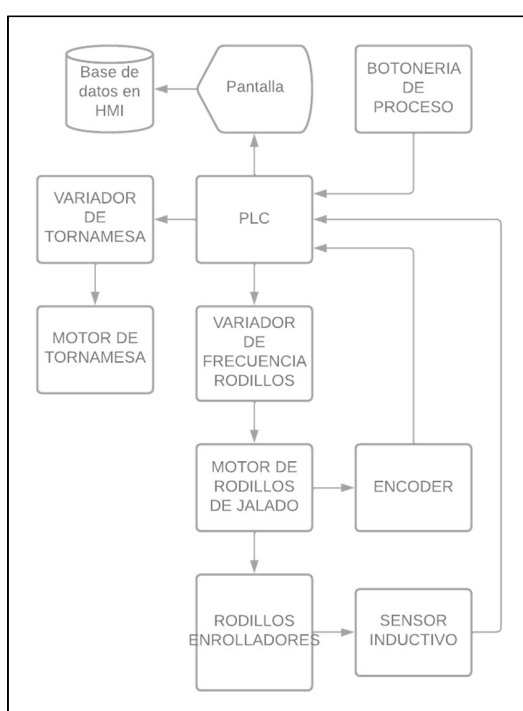 Base de
datos en
HMI
Pantalla
BOTONERIA
DE
PROCESO
VARIADOR
DE
TORNAMESA
PLC
MOTOR DE
TORNAMESA
VARIADOR
DE
FRECUENCIA
RODILLOS
MOTOR DE
RODILLOS
DE JALADO
ENCODER
RODILLOS
ENROLLADORES
SENSOR
INDUCTIVO